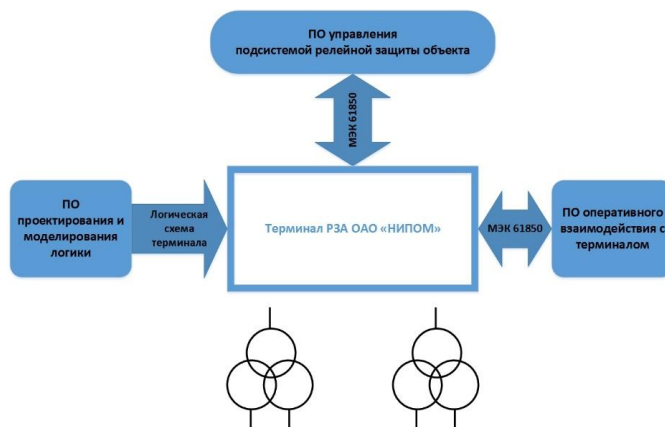 ПО управления
подсистемой релейной защиты объекта
МЭК 61850
ПО
проектирования и
моделирования
логики
Логическая
схема
терминала
Терминал РЗА ОАО «НИПОМ»
МЭК 61850
ПО оперативного
взаимодействия с
терминалом